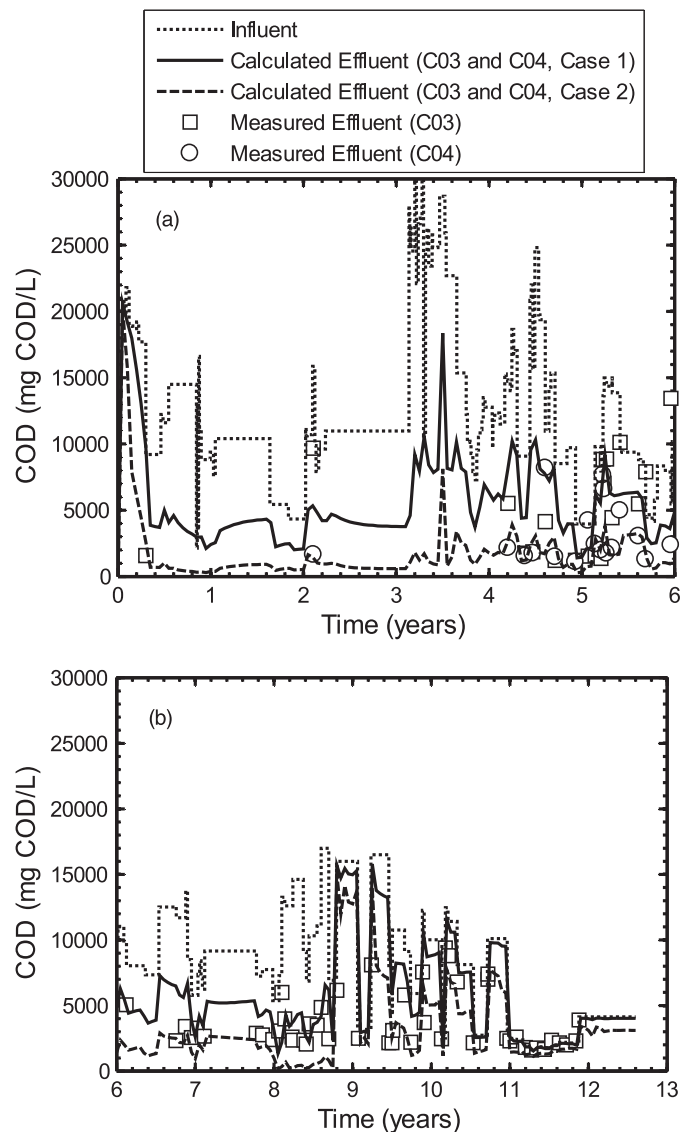 Influent
Calculated Effluent (C03 and C04, Case 1)
Calculated Effluent (C03 and C04, Case 2)
Measured Effluent (C03)
Measured Effluent (C04)
30000
25000
20000
15000
10000
5000
0
COD (mg COD/L)
(a)
0 1 2 3 4 5 6
Time (years)
30000
25000
20000
15000
10000
5000
0
COD (mg COD/L)
(b)
6 7 8 9 10 11 12 13
Time (years)